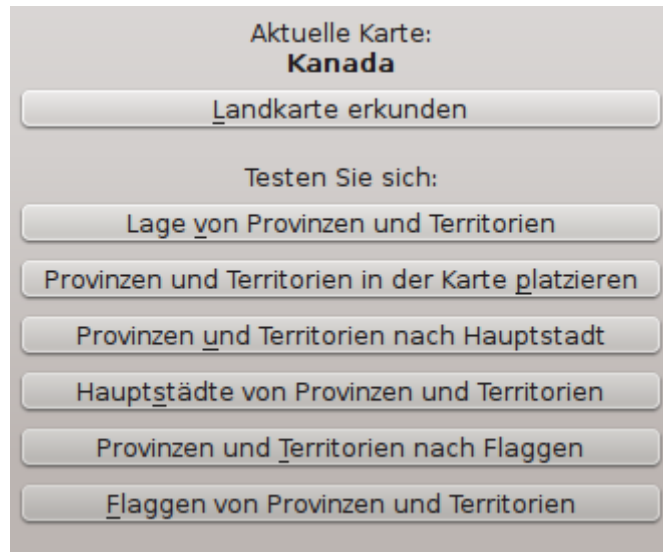 Aktuelle Karte:
Kanada
Landkarte erkunden
Testen Sie sich:
Lage von Provinzen und Territorien
Provinzen und Territorien in der Karte platzieren
Provinzen und Territorien nach Hauptstadt
Hauptstädte von Provinzen und Territorien
Provinzen und Territorien nach Flaggen
Flaggen von Provinzen und Territorien